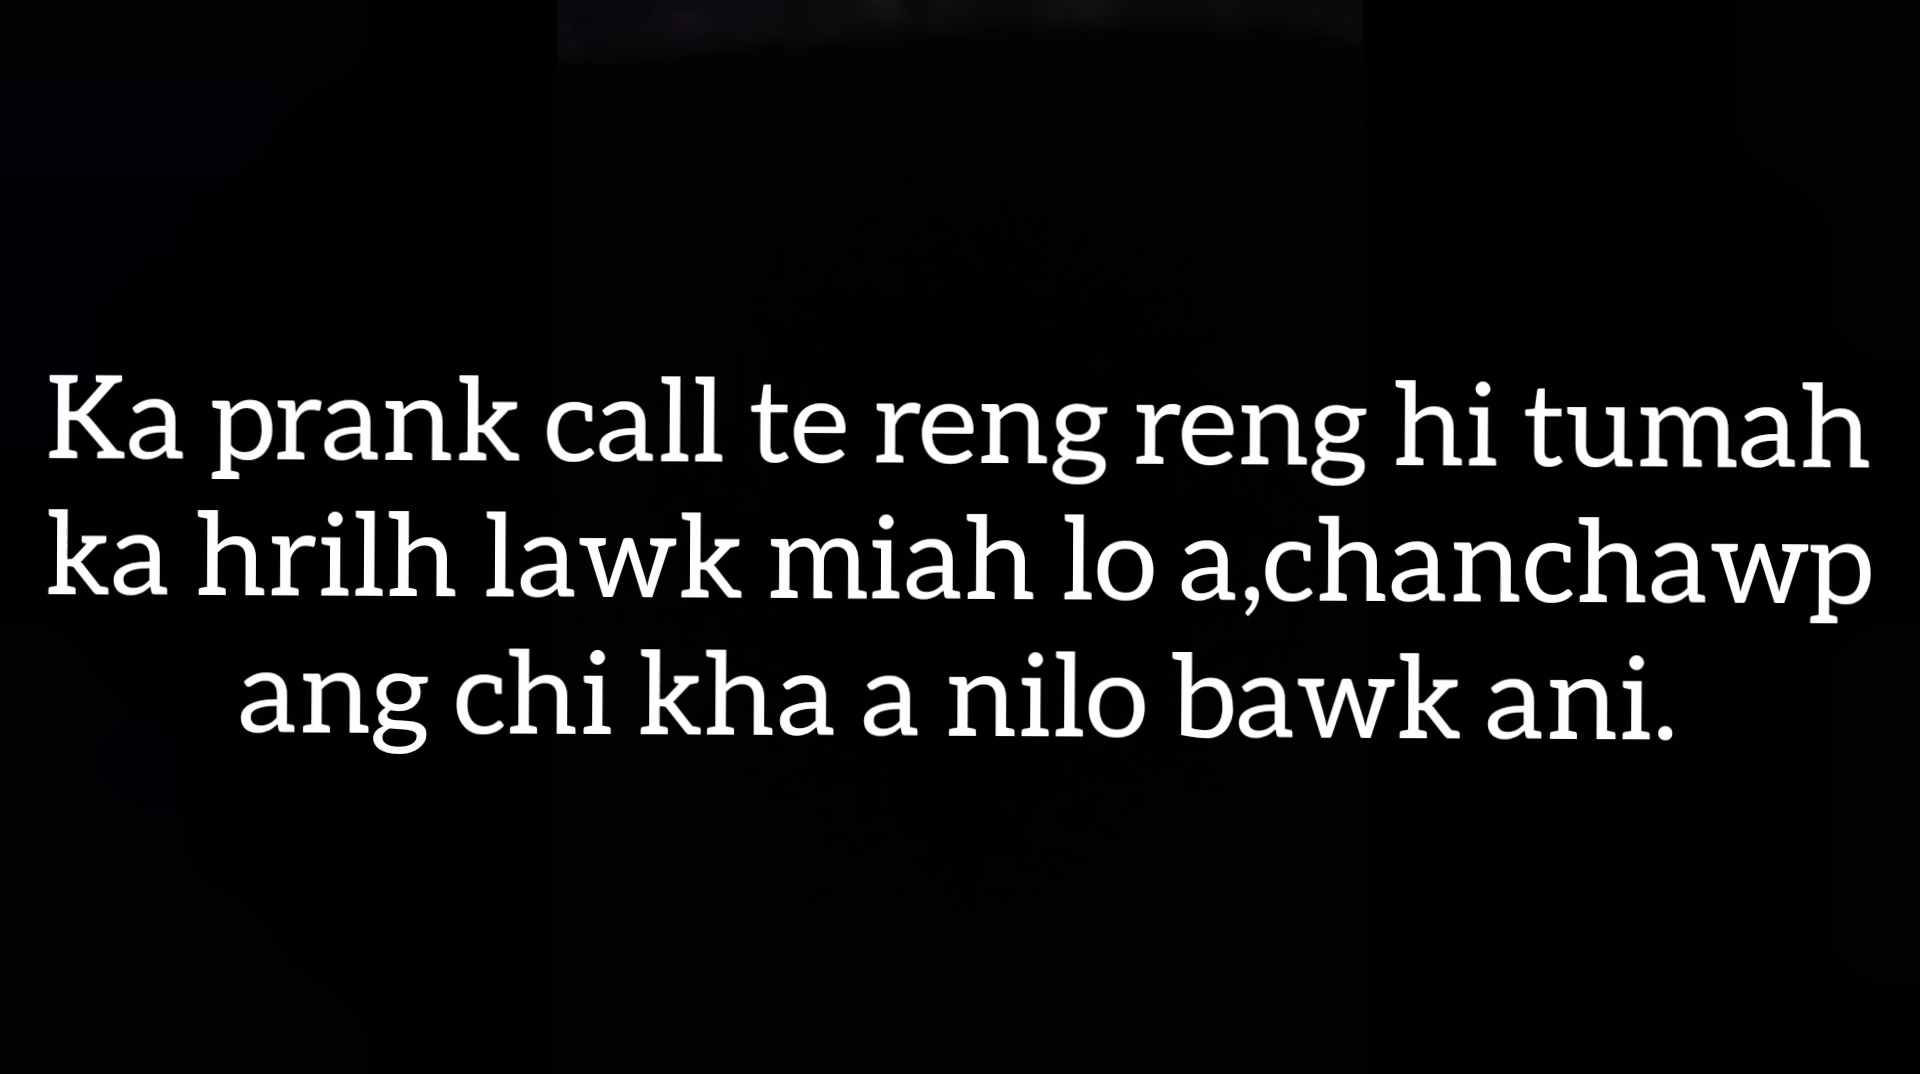 Ka prank call te reng reng hi tumah
ka hrilh lawk miah lo a,chanchawp
ang chi kha a nilo bawk ani.